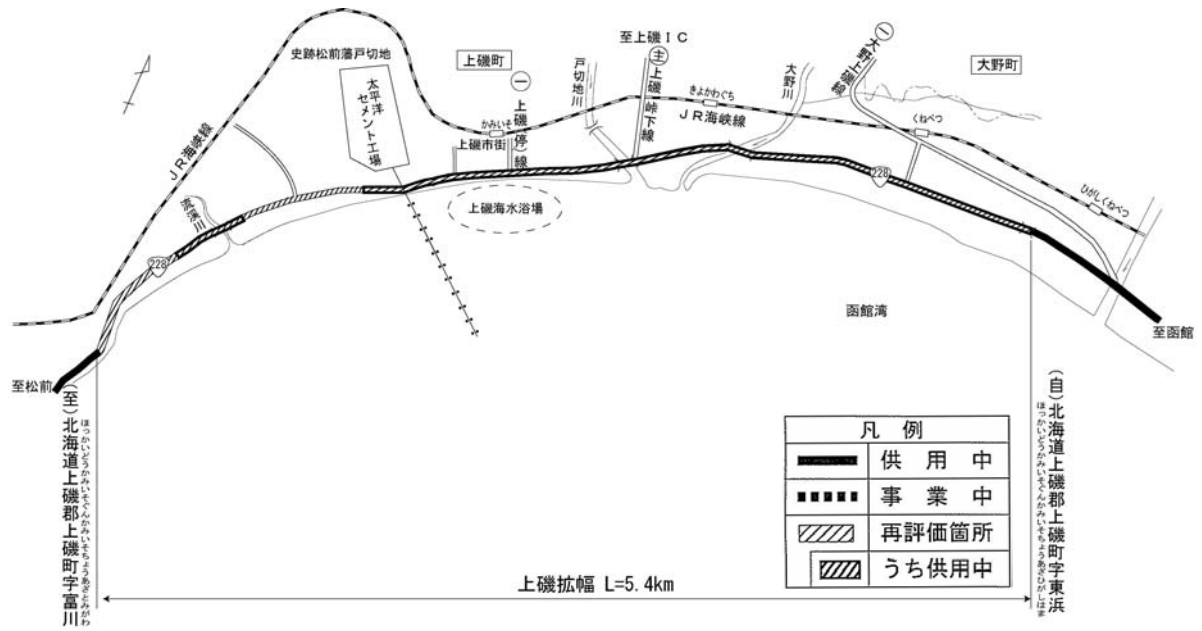 至上磯IC
史跡松前藩戸切地
上磯町
一
主
一
大野町
戸切地川
大野川
大野上磯線
上磯(停)線
上磯峠下線
きよかわぐち
JR海峡線
くねべつ
かみいそ
上磯市街
太平洋
セメント工場
JR海峡線
ひがしくねべつ
228
上磯海水浴場
流渓川
228
函館湾
至函館
至松前
(至)北海道上磯郡上磯町字富川
ほっかいどうかみいそぐんかみいそちょうあざとみがわ
(自)北海道上磯郡上磯町字東浜
ほっかいどうかみいそぐんかみいそちょうあざひがしはま
凡例
供用中
事業中
再評価箇所
うち供用中
上磯拡幅 L=5.4km